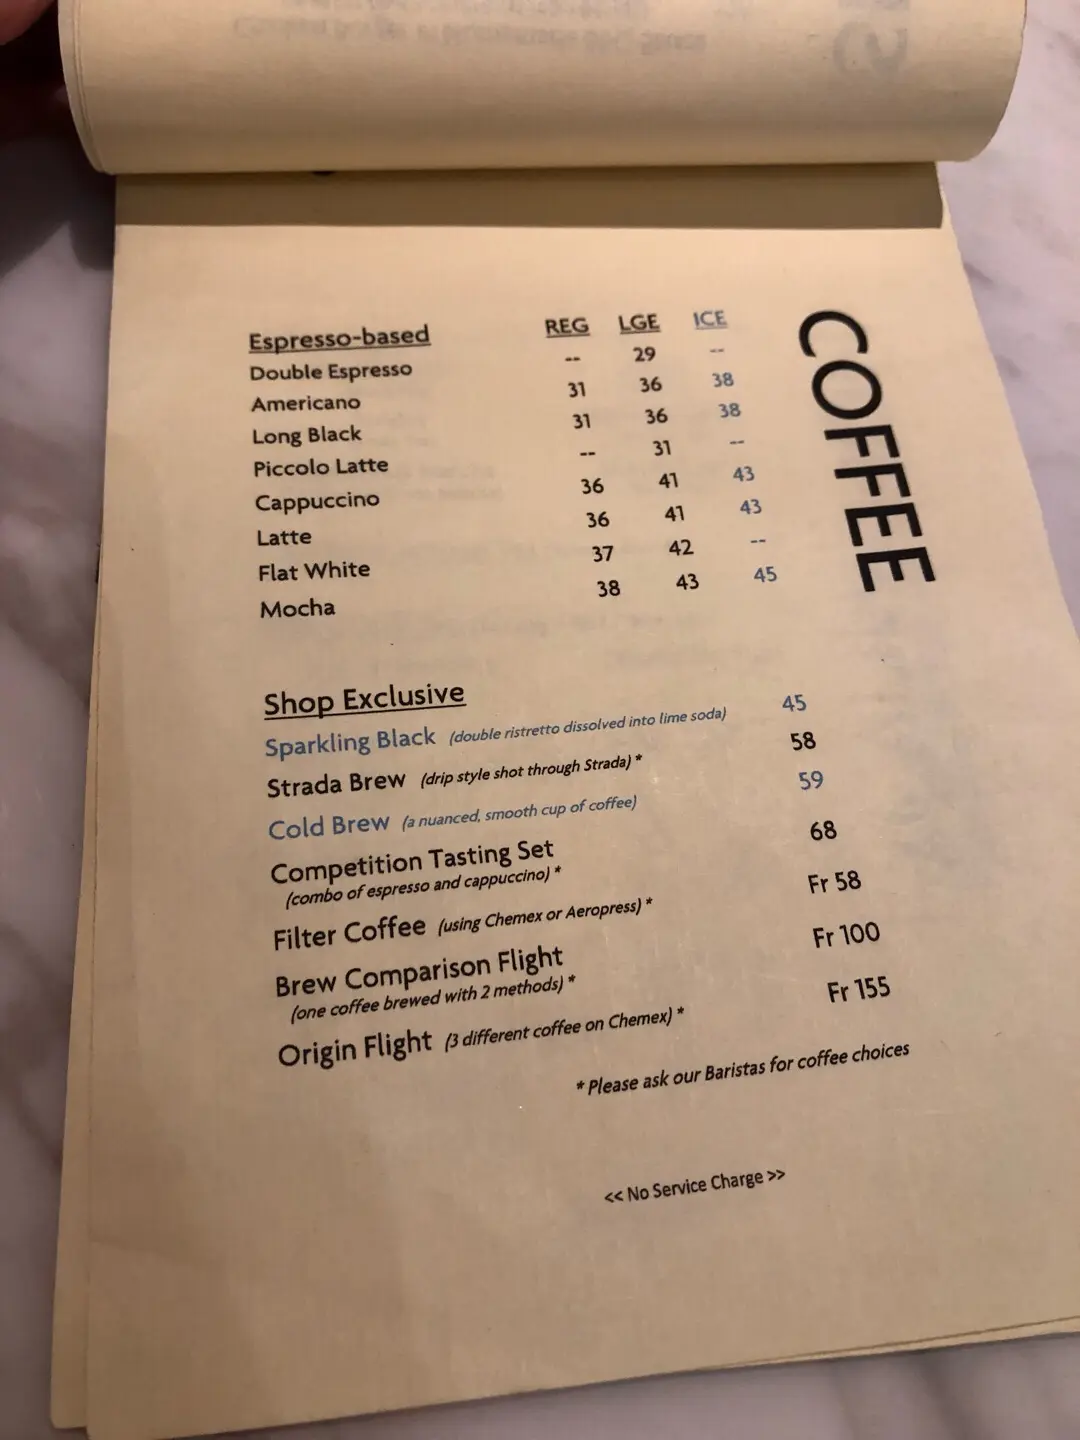 COFFEE
Espresso-based REG LGE ICE
Double Espresso -- 29 --
Americano 31 36 38
Long Black 31 36 38
Piccolo Latte -- 31 --
Cappuccino 36 41 43
Latte 36 41 43
Flat White 37 42 --
Mocha 38 43 45
Shop Exclusive
Sparkling Black (double ristretto dissolved into lime soda) 45
Strada Brew (drip style shot through Strada) * 58
Cold Brew (a nuanced, smooth cup of coffee) 59
Competition Tasting Set 68
(combo of espresso and cappuccino) *
Filter Coffee (using Chemex or Aeropress) * Fr 58
Brew Comparison Flight Fr 100
(one coffee brewed with 2 methods) *
Origin Flight (3 different coffee on Chemex) * Fr 155
* Please ask our Baristas for coffee choices
<< No Service Charge >>